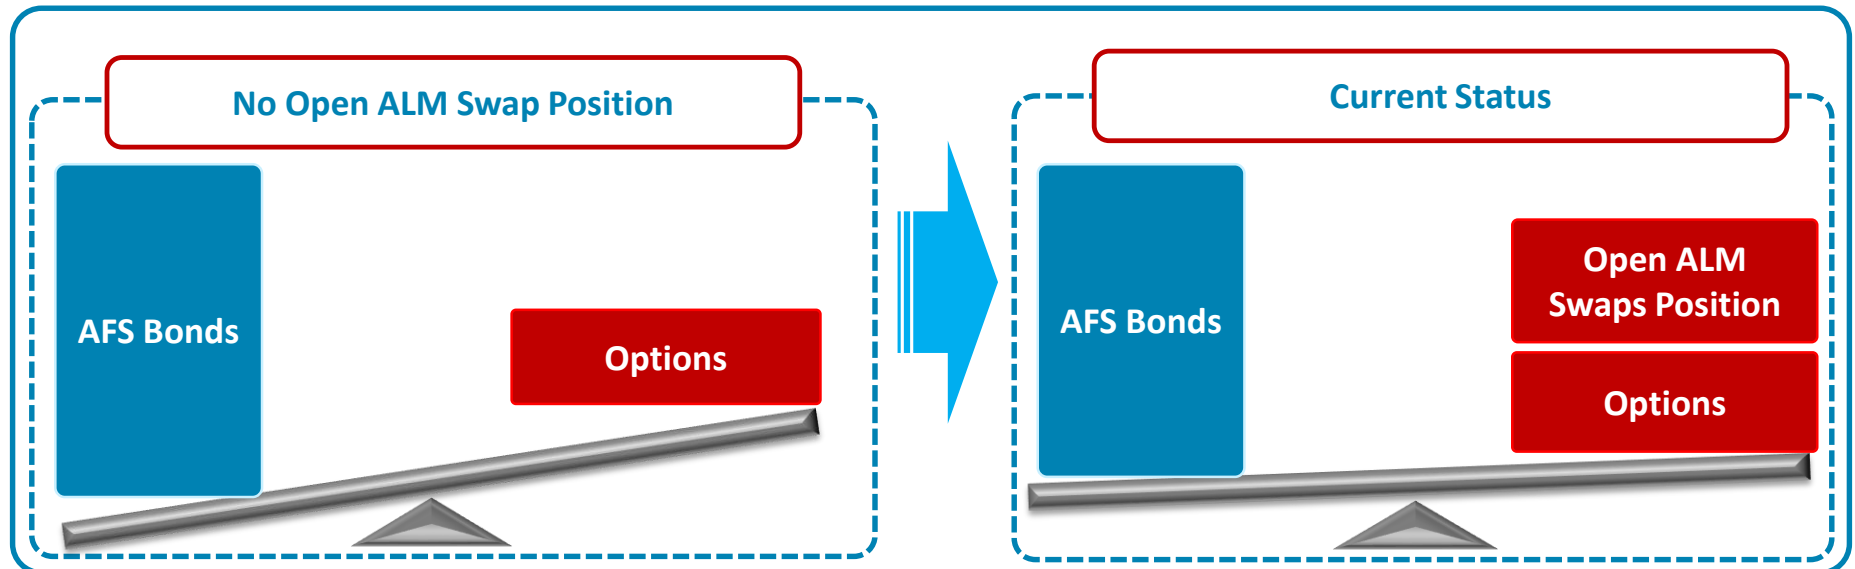 No Open ALM Swap Position
AFS Bonds
Options
Current Status
AFS Bonds
Open ALM
Swaps Position
Options